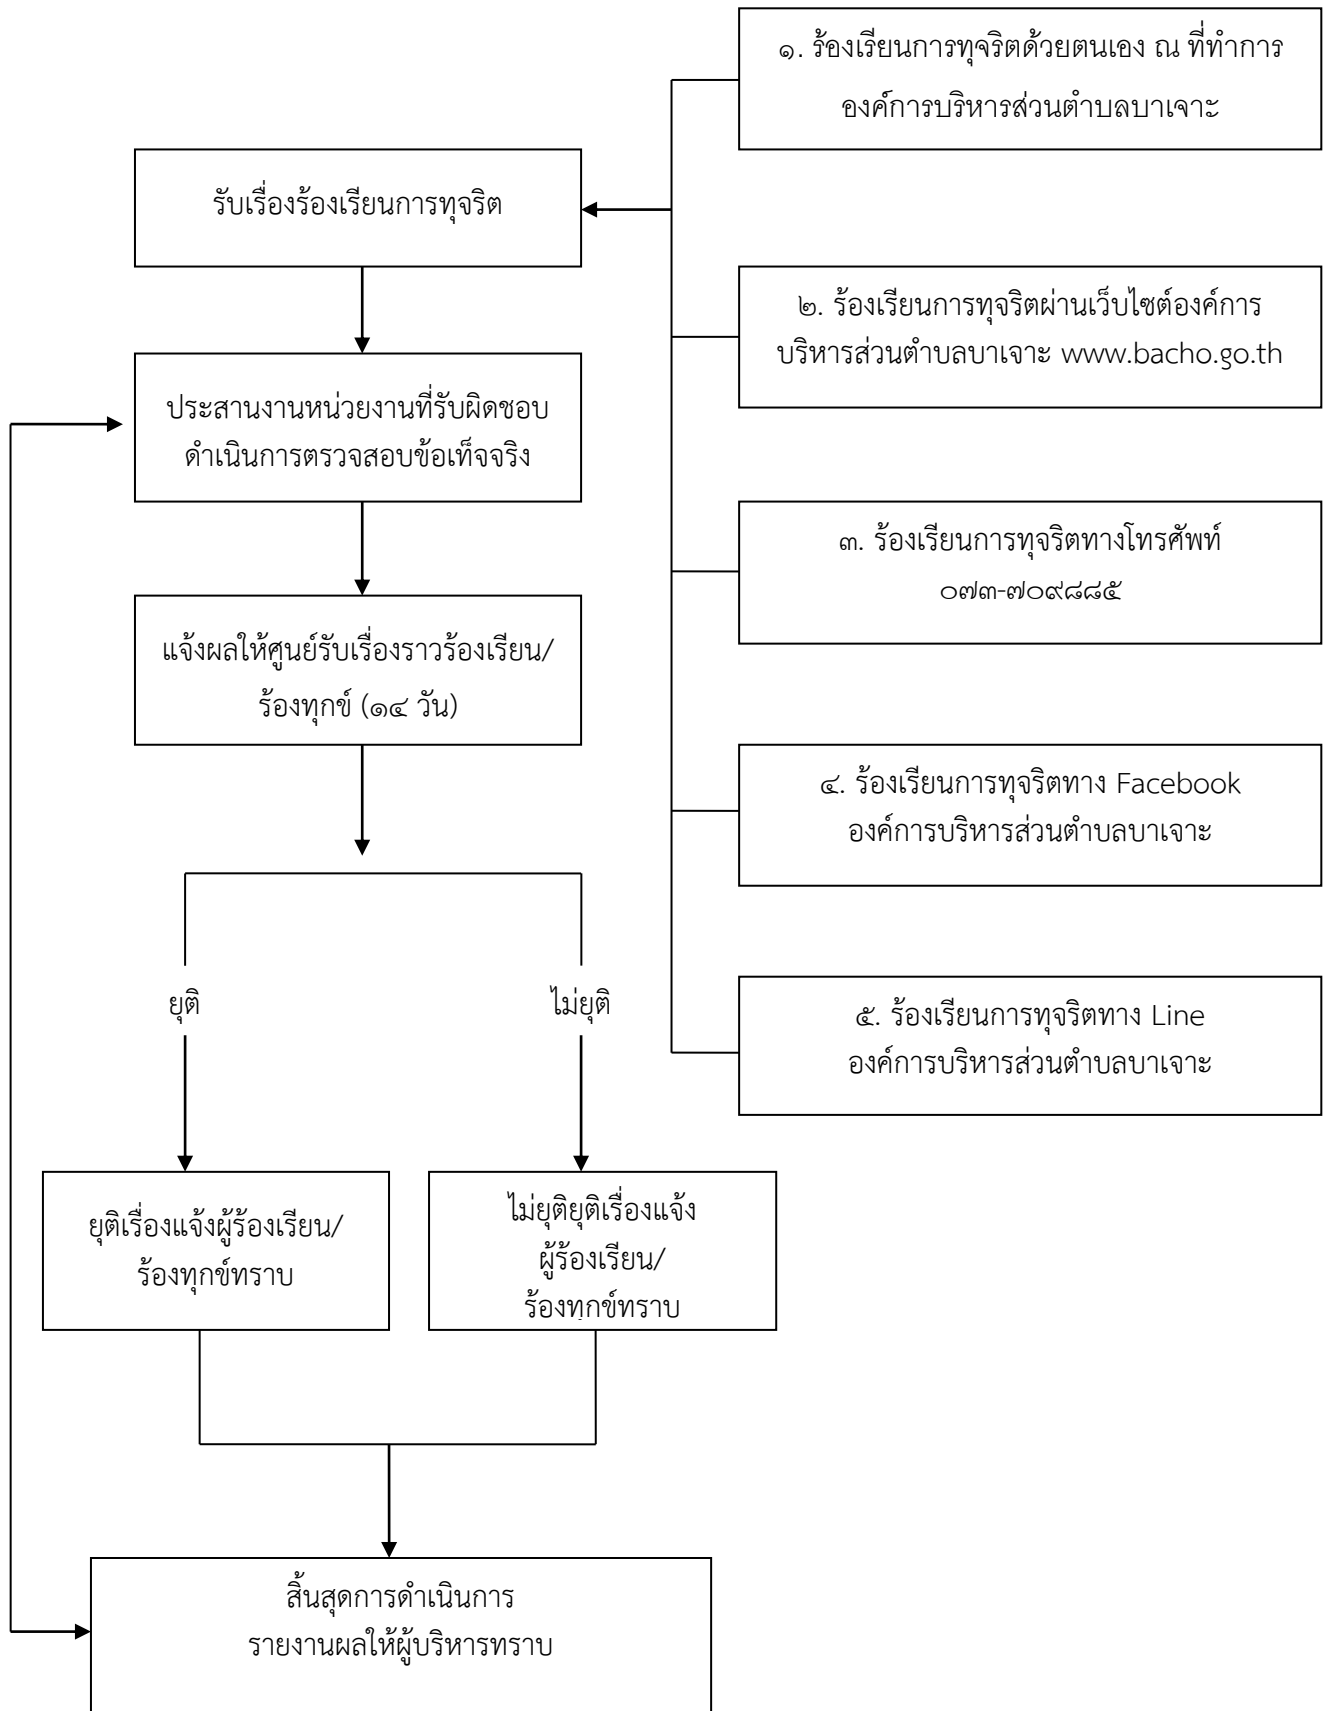 ๑. ร้องเรียนการทุจริตด้วยตนเอง ณ ที่ทำการ
องค์การบริหารส่วนตำบลบาเจาะ
รับเรื่องร้องเรียนการทุจริต
๒. ร้องเรียนการทุจริตผ่านเว็บไซต์องค์การ
บริหารส่วนตำบลบาเจาะ www.bacho.go.th
ประสานงานหน่วยงานที่รับผิดชอบ
ดำเนินการตรวจสอบข้อเท็จจริง
๓. ร้องเรียนการทุจริตทางโทรศัพท์
๐๗๓-๗๐๙๘๘๕
แจ้งผลให้ศูนย์รับเรื่องราวร้องเรียน/
ร้องทุกข์ (๑๔ วัน)
๔. ร้องเรียนการทุจริตทาง Facebook
องค์การบริหารส่วนตำบลบาเจาะ
ยุติ
ไม่ยุติ
๕. ร้องเรียนการทุจริตทาง Line
องค์การบริหารส่วนตำบลบาเจาะ
ยุติเรื่องแจ้งผู้ร้องเรียน/
ร้องทุกข์ทราบ
ไม่ยุติยุติเรื่องแจ้ง
ผู้ร้องเรียน/
ร้องทุกข์ทราบ
สิ้นสุดการดำเนินการ
รายงานผลให้ผู้บริหารทราบ